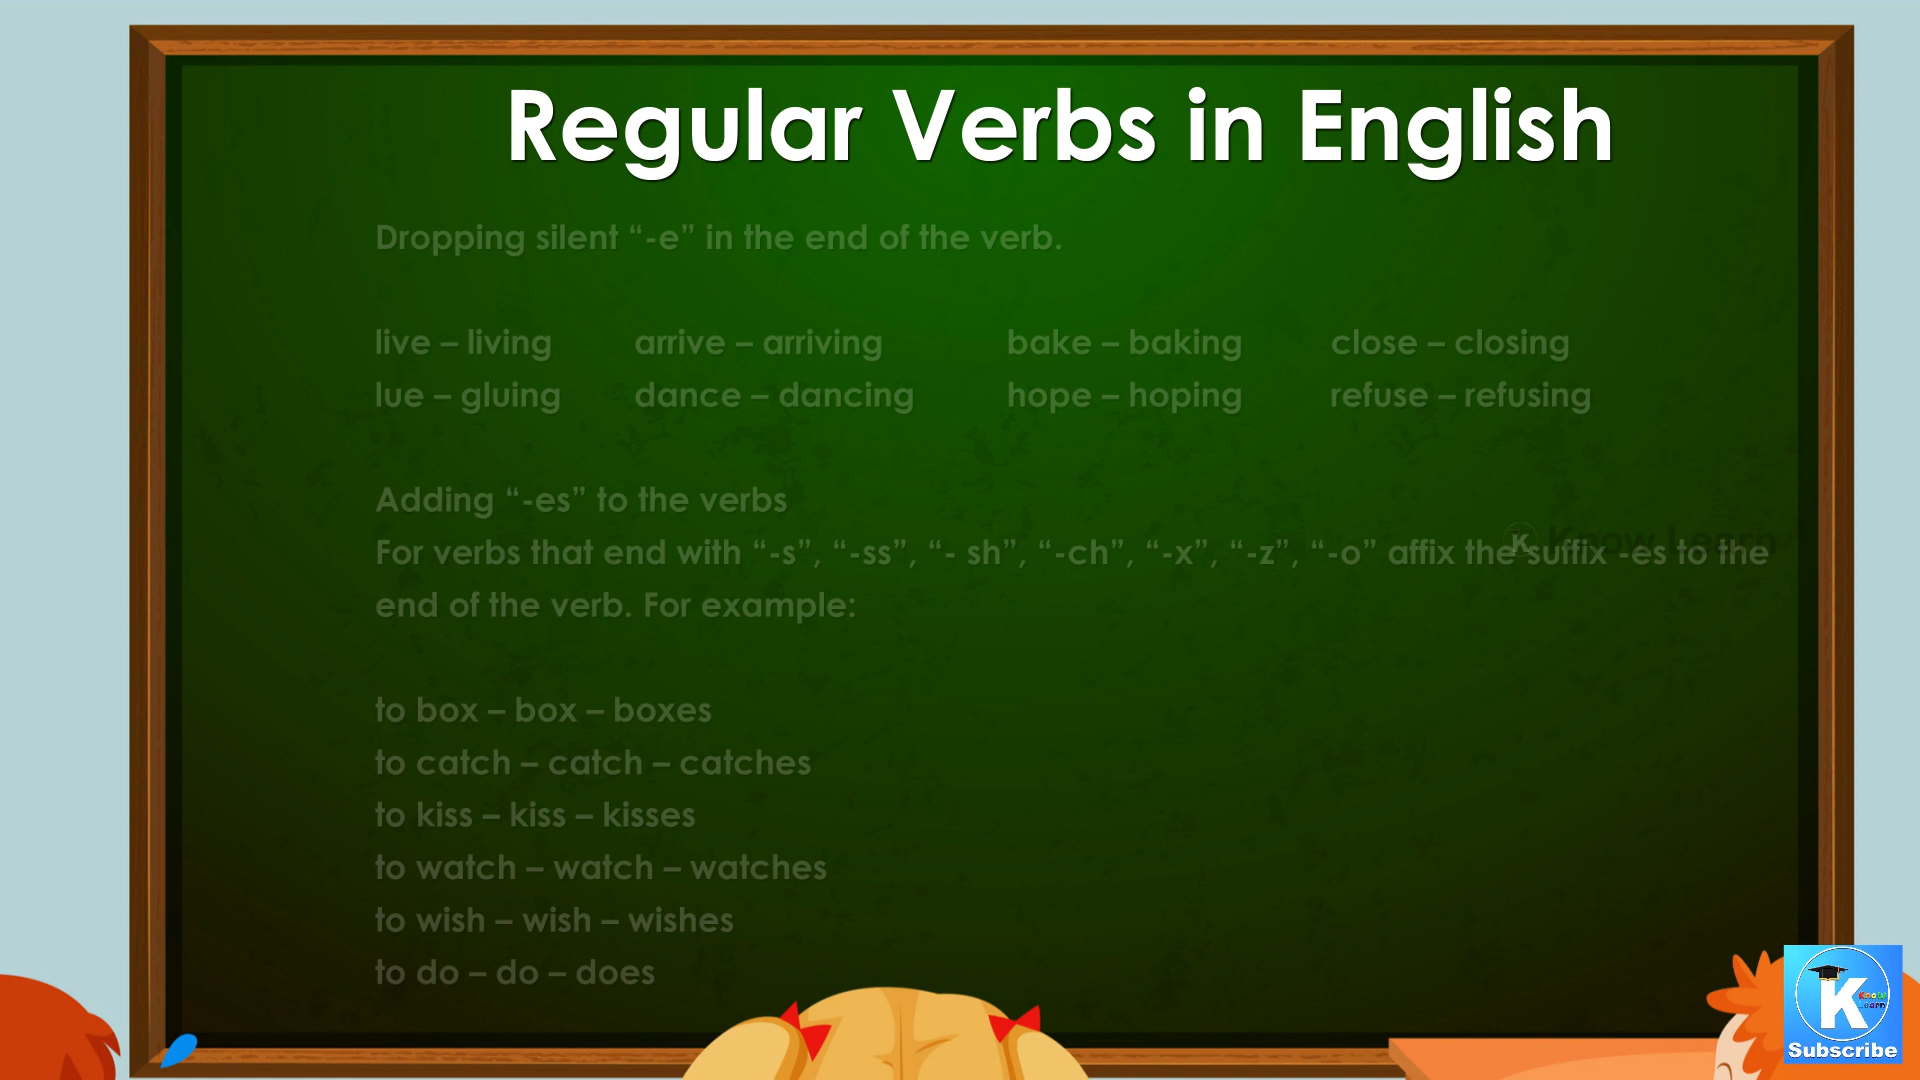 Regular Verbs in English
Dropping silent “-e” in the end of the verb.
live – living arrive – arriving bake – baking close – closing
lue – gluing dance – dancing hope – hoping refuse – refusing
Adding “-es” to the verbs
For verbs that end with “-s”, “-ss”, “- sh”, “-ch”, “-x”, “-z”, “-o” affix the suffix -es to the
K Know Learn
end of the verb. For example:
to box – box – boxes
to catch – catch – catches
to kiss – kiss – kisses
to watch – watch – watches
to wish – wish – wishes
to do – do – does
K Know Learn
Subscribe